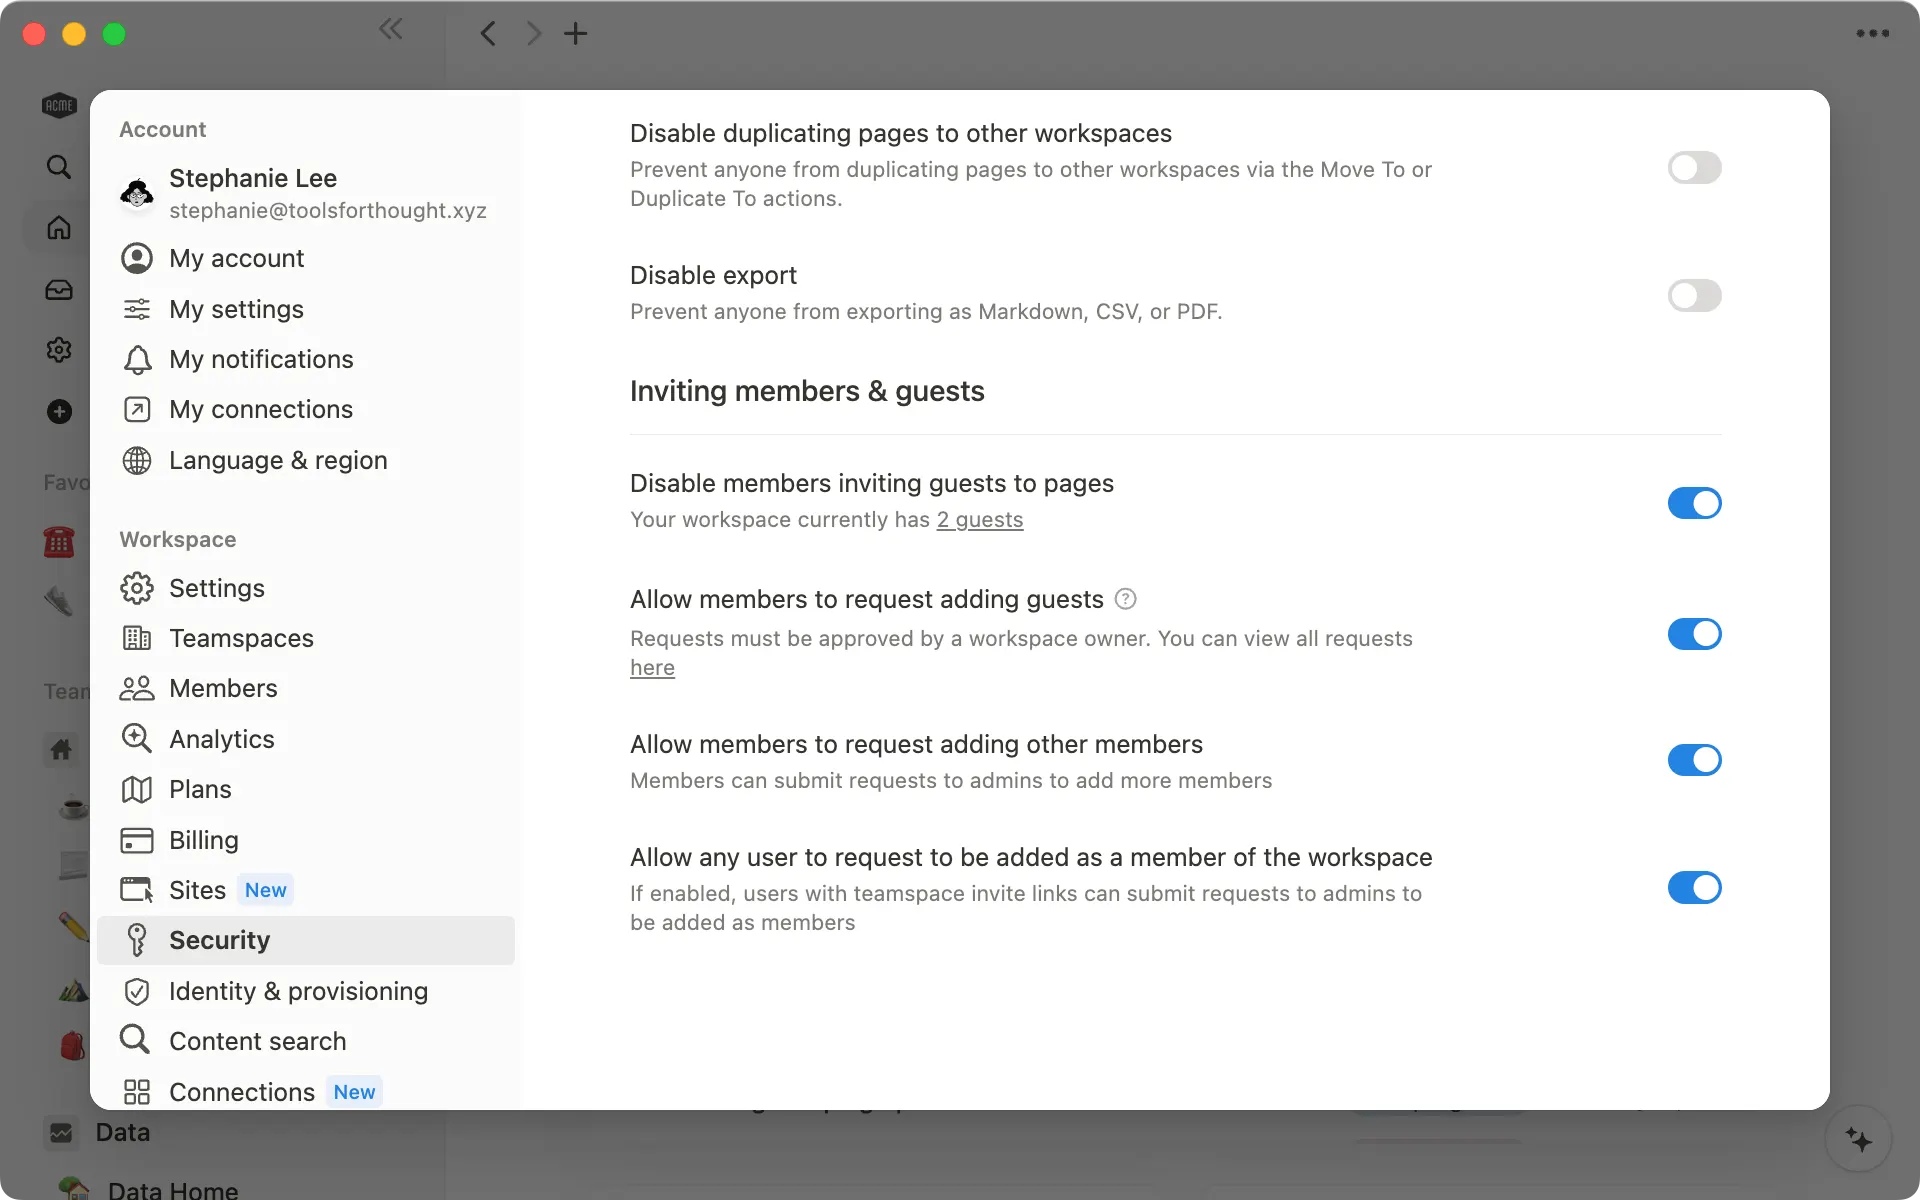 ACME
Account
Stephanie Lee
stephanie@toolsforthought.xyz
My account
My settings
My notifications
My connections
Language & region
Workspace
Settings
Teamspaces
Members
Analytics
Plans
Billing
Sites New
Security
Identity & provisioning
Content search
Connections New
Favo
Tean
Data
Data Home
Disable duplicating pages to other workspaces
Prevent anyone from duplicating pages to other workspaces via the Move To or
Duplicate To actions.
Disable export
Prevent anyone from exporting as Markdown, CSV, or PDF.
Inviting members & guests
Disable members inviting guests to pages
Your workspace currently has 2 guests
Allow members to request adding guests ?
Requests must be approved by a workspace owner. You can view all requests
here
Allow members to request adding other members
Members can submit requests to admins to add more members
Allow any user to request to be added as a member of the workspace
If enabled, users with teamspace invite links can submit requests to admins to
be added as members